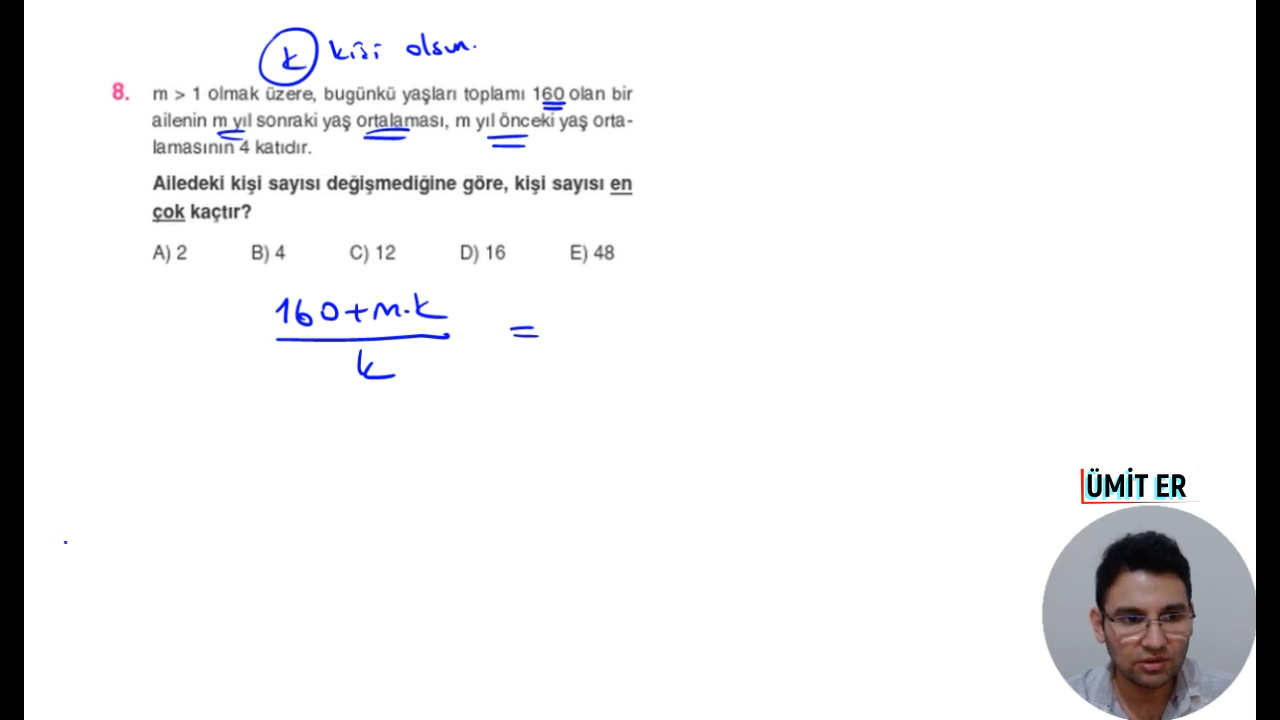 k kişi olsun.
8. m > 1 olmak üzere, bugünkü yaşları toplamı 160 olan bir
ailenin m yıl sonraki yaş ortalaması, m yıl önceki yaş orta-
lamasının 4 katıdır.
Ailedeki kişi sayısı değişmediğine göre, kişi sayısı en
çok kaçtır?
A) 2 B) 4 C) 12 D) 16 E) 48
160+m.k
=
k
ÜMİT ER